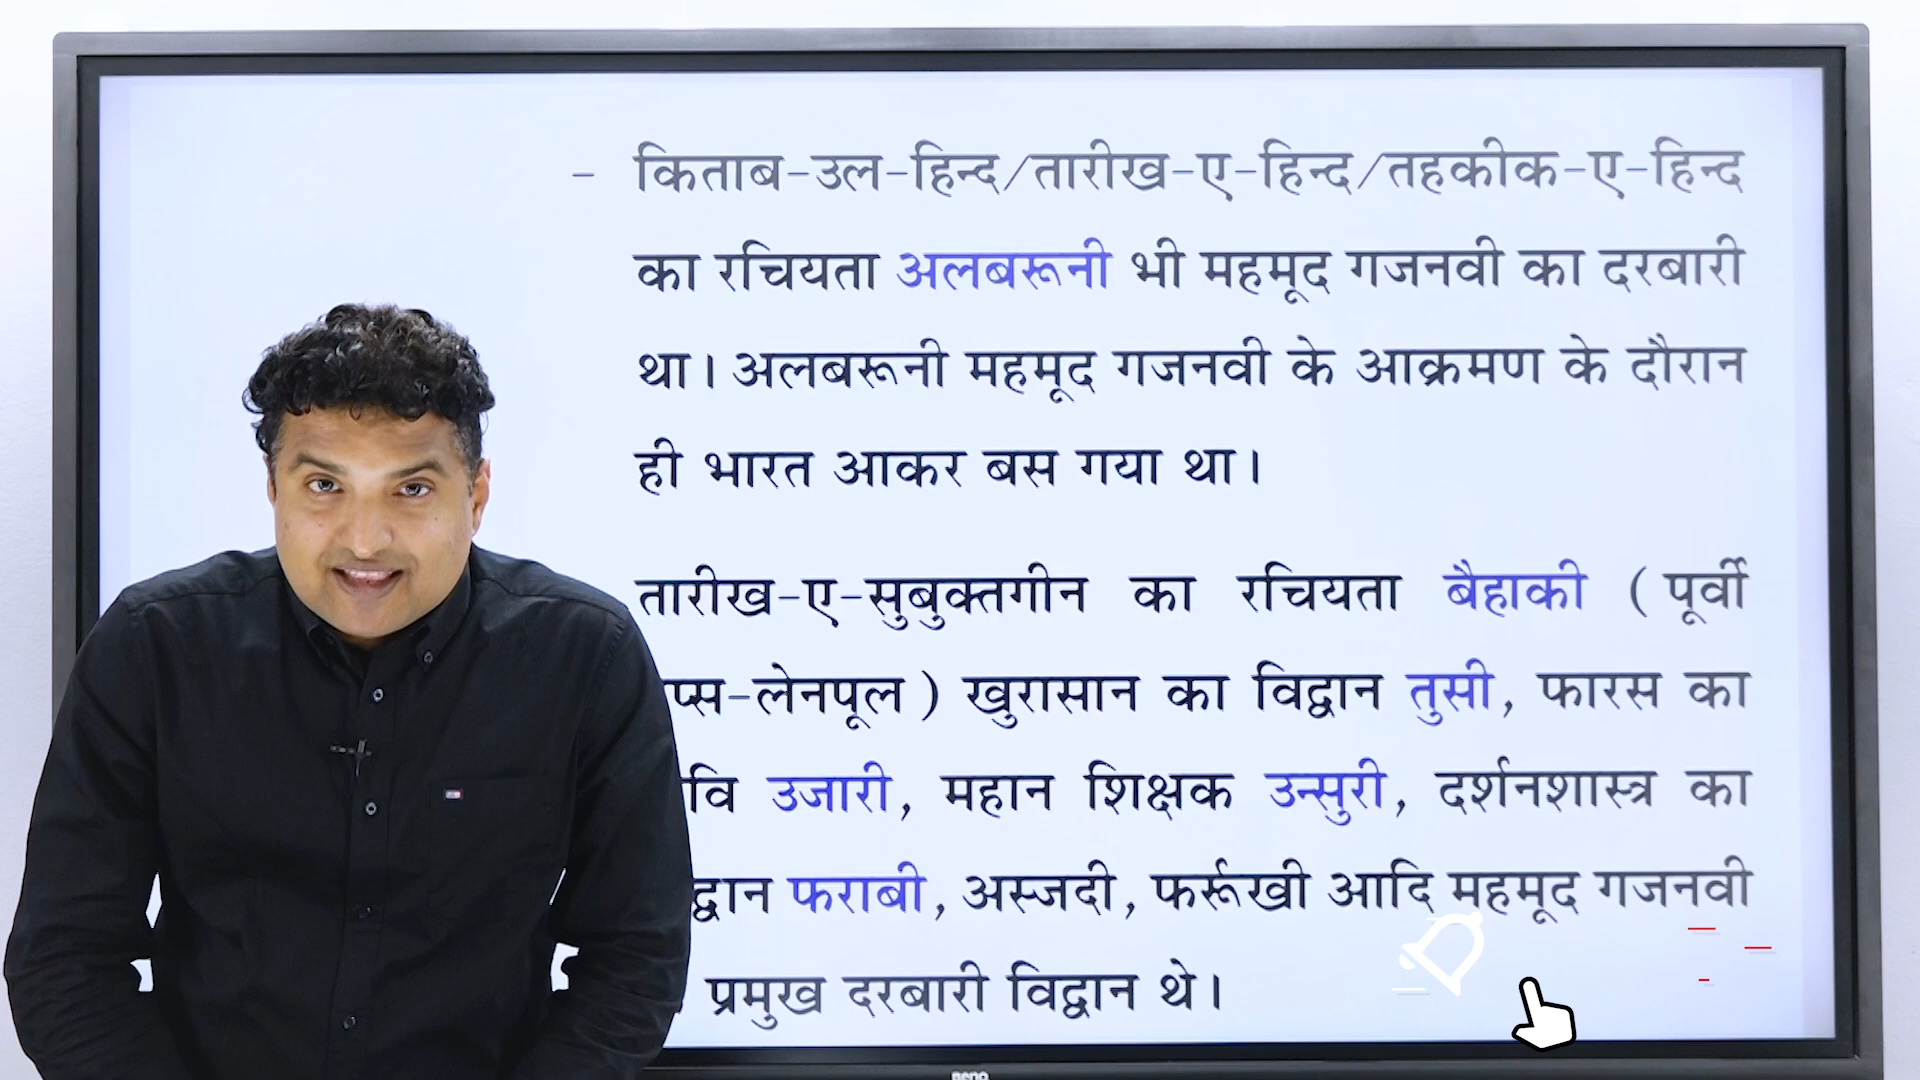 - किताब-उल-हिन्द/तारीख-ए-हिन्द/तहकीक-ए-हिन्द
का रचियता अलबरूनी भी महमूद गजनवी का दरबारी
था। अलबरूनी महमूद गजनवी के आक्रमण के दौरान
ही भारत आकर बस गया था।
तारीख-ए-सुबुक्तगीन का रचियता बैहाकी (पूर्वी
प्स-लेनपूल) खुरासान का विद्वान तुसी, फारस का
वि उजारी, महान शिक्षक उन्सुरी, दर्शनशास्त्र का
द्वान फराबी, अस्जदी, फर्रूखी आदि महमूद गजनवी
प्रमुख दरबारी विद्वान थे।